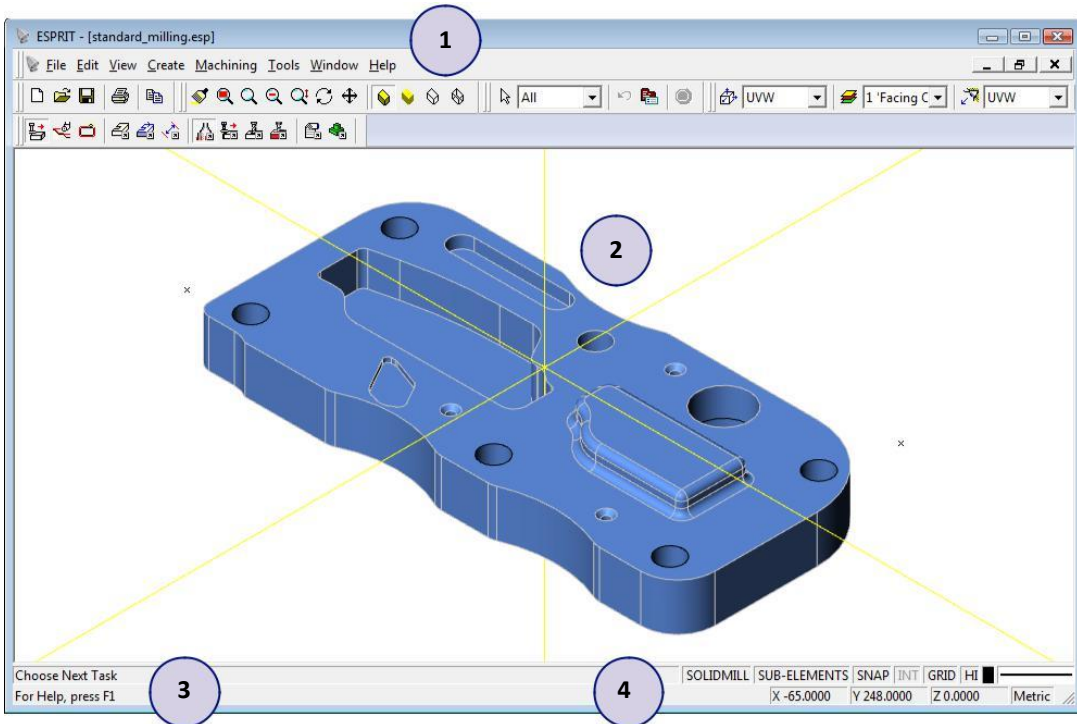 ESPRIT - [standard_milling.esp]
1
File Edit View Create Machining Tools Window Help
All UVW 1 'Facing C UVW
2
Choose Next Task SOLIDMILL SUB-ELEMENTS SNAP INT GRID HI
For Help, press F1 3 4 X -65.0000 Y 248.0000 Z 0.0000 Metric